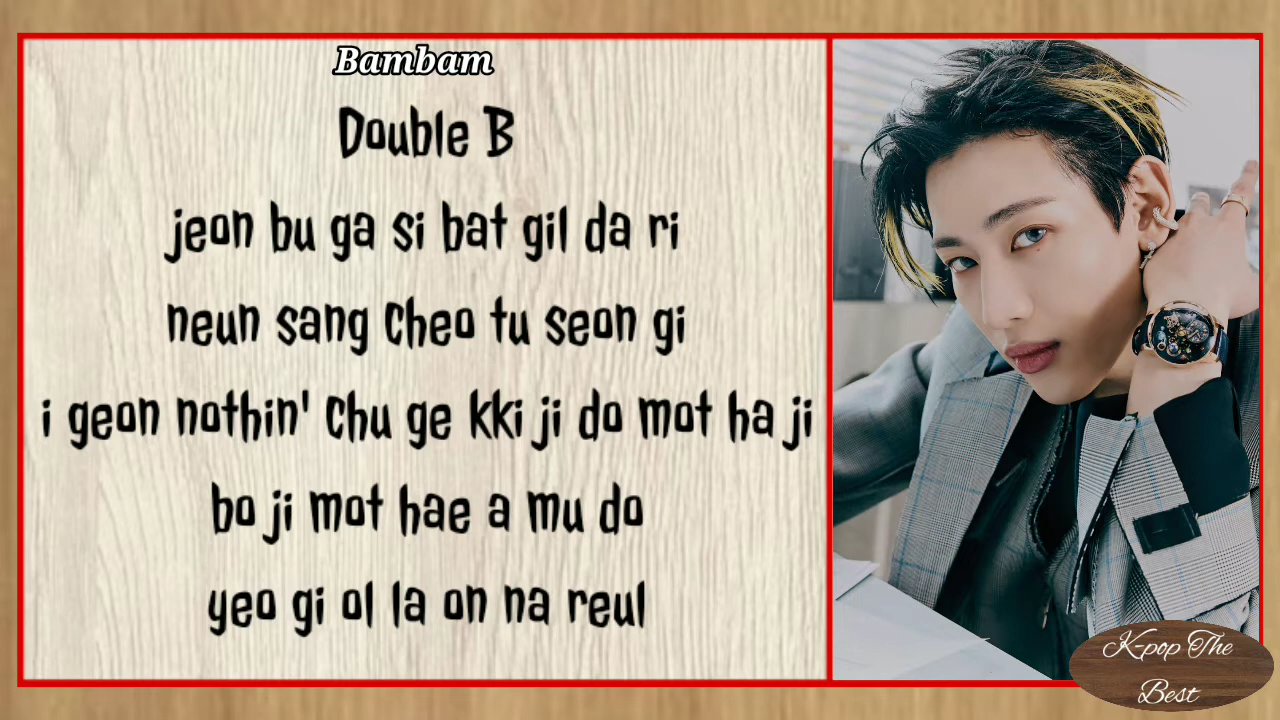 Bambam
Double B
jeon bu ga si bat gil da ri
neun sang cheo tu seon gi
i geon nothin' chu ge kki ji do mot ha ji
bo ji mot hae a mu do
yeo gi ol la on na reul
K-pop The
Best